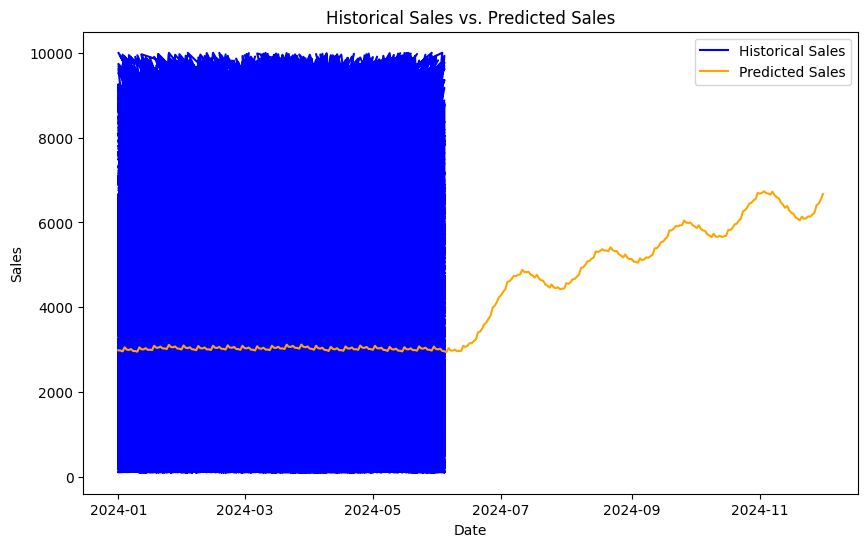 Historical Sales vs. Predicted Sales
Historical Sales
Predicted Sales
10000
8000
6000
4000
2000
0
Sales
2024-01
2024-03
2024-05
2024-07
2024-09
2024-11
Date